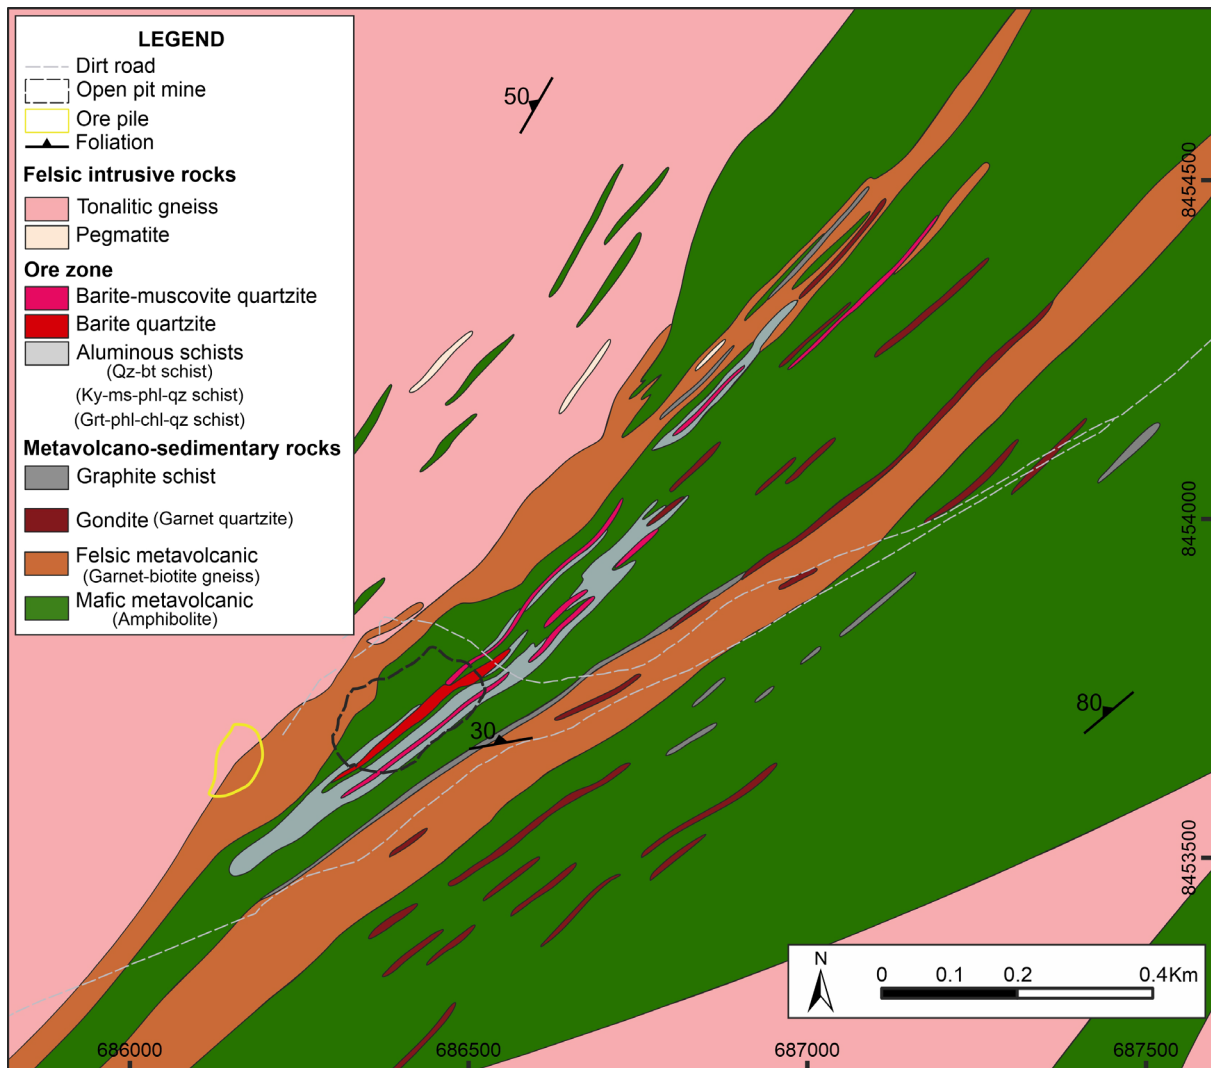 LEGEND
Dirt road
Open pit mine
Ore pile
Foliation
Felsic intrusive rocks
Tonalitic gneiss
Pegmatite
Ore zone
Barite-muscovite quartzite
Barite quartzite
Aluminous schists
(Qz-bt schist)
(Ky-ms-phl-qz schist)
(Grt-phl-chl-qz schist)
Metavolcano-sedimentary rocks
Graphite schist
Gondite (Garnet quartzite)
Felsic metavolcanic
(Garnet-biotite gneiss)
Mafic metavolcanic
(Amphibolite)
50
30
80
8454500
8454000
8453500
N
0 0.1 0.2 0.4Km
686000 686500 687000 687500